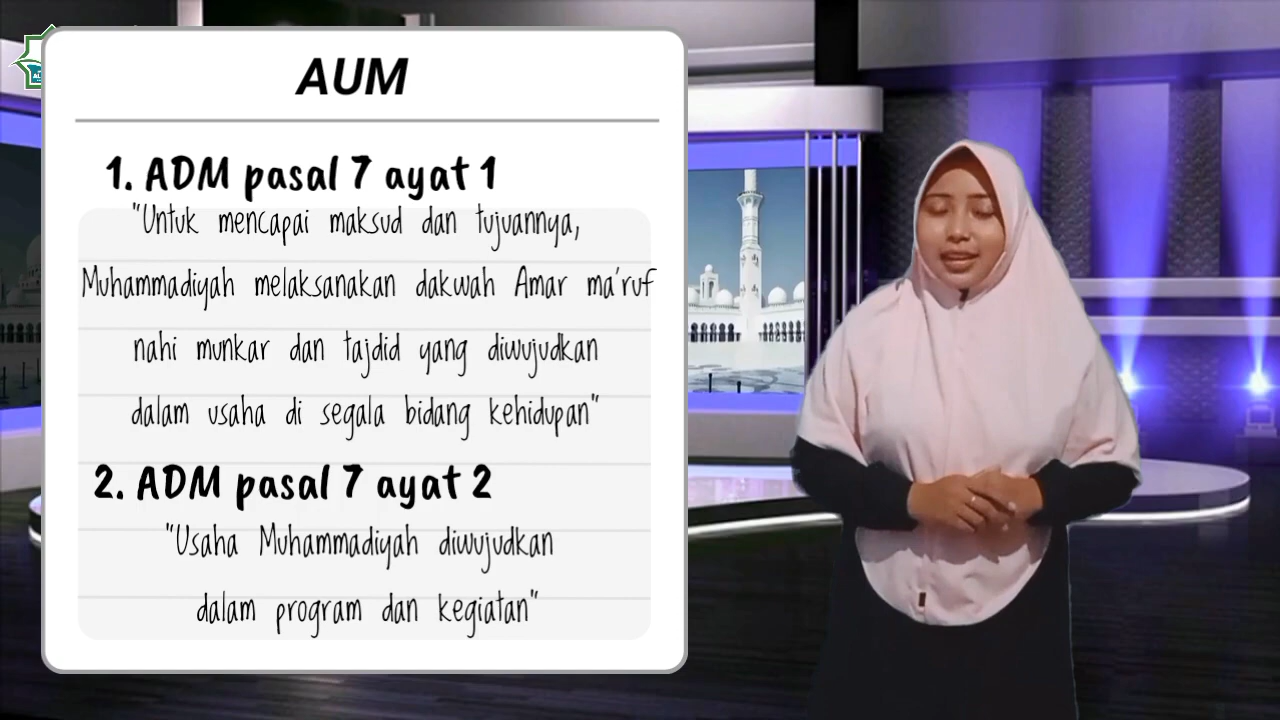 AUM
1. ADM pasal 7 ayat 1
"Untuk mencapai maksud dan tujuannya,
Muhammadiyah melaksanakan dakwah Amar ma'ruf
nahi munkar dan tajdid yang diwujudkan
dalam usaha di segala bidang kehidupan"
2. ADM pasal 7 ayat 2
"Usaha Muhammadiyah diwujudkan
dalam program dan kegiatan"